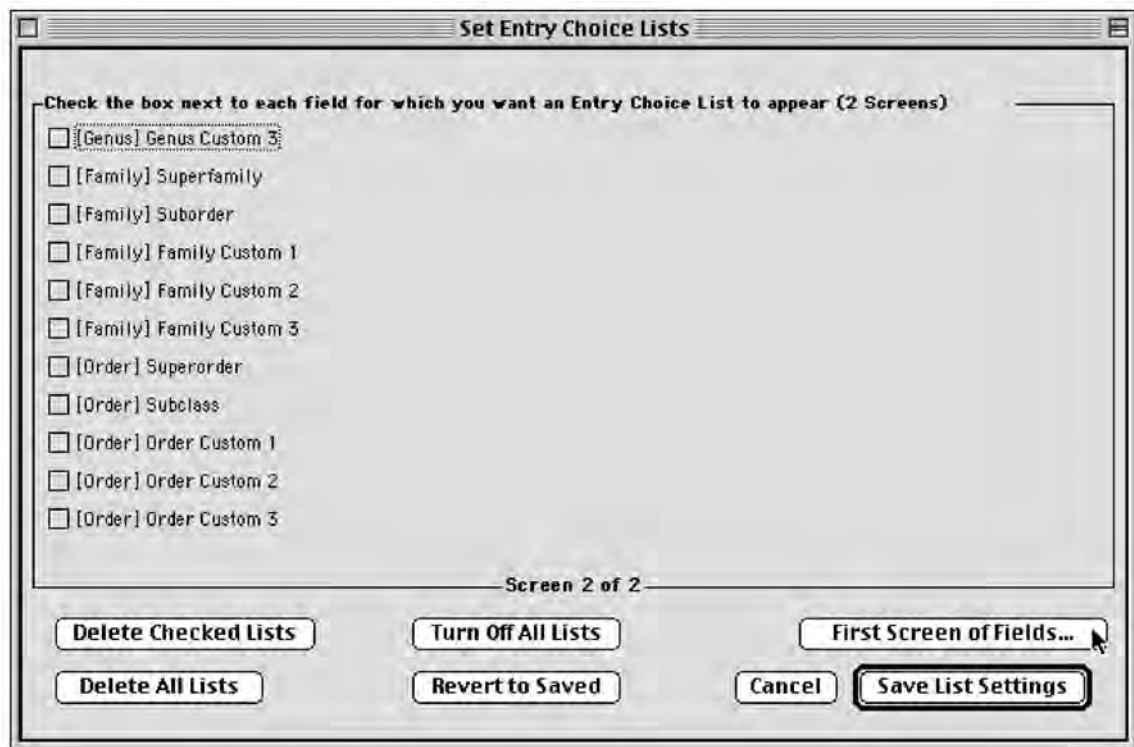 Set Entry Choice Lists
Check the box next to each field for which you want an Entry Choice List to appear (2 Screens)
[Genus] Genus Custom 3
[Family] Superfamily
[Family] Suborder
[Family] Family Custom 1
[Family] Family Custom 2
[Family] Family Custom 3
[Order] Superorder
[Order] Subclass
[Order] Order Custom 1
[Order] Order Custom 2
[Order] Order Custom 3
Screen 2 of 2
Delete Checked Lists Turn Off All Lists First Screen of Fields...
Delete All Lists Revert to Saved Cancel Save List Settings